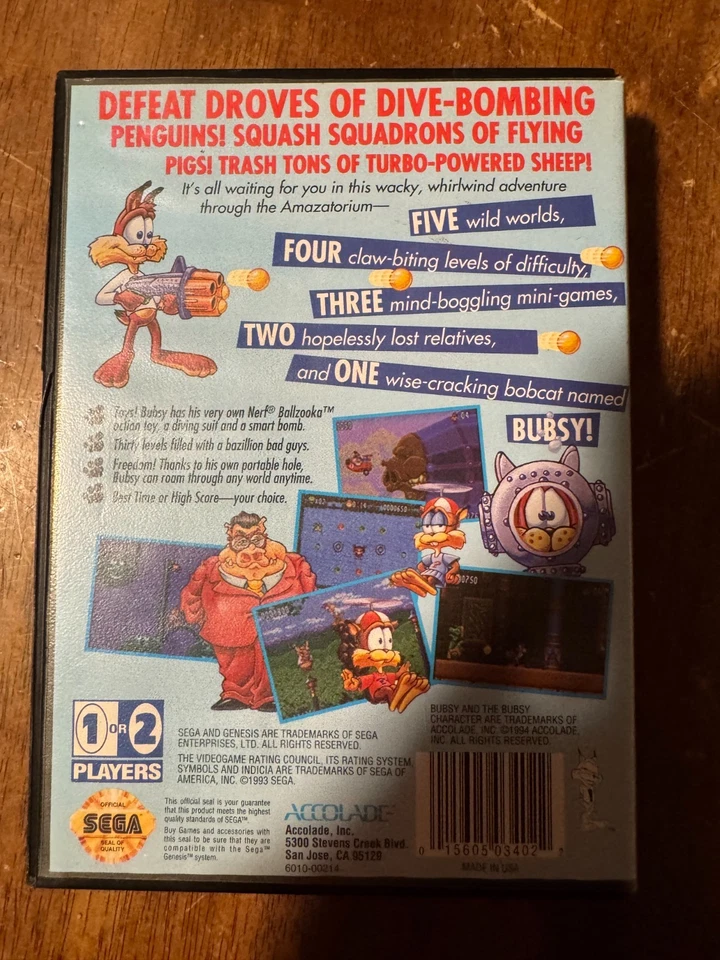 DEFEAT DROVES OF DIVE-BOMBING
PENGUINS! SQUASH SQUADRONS OF FLYING
PIGS! TRASH TONS OF TURBO-POWERED SHEEP!
It's all waiting for you in this wacky, whirlwind adventure
through the Amazatorium—
FIVE wild worlds,
FOUR claw-biting levels of difficulty,
THREE mind-boggling mini-games,
TWO hopelessly lost relatives,
and ONE wise-cracking bobcat named
BUBSY!
Toys! Bubsy has his very own Nerf® Ballzooka™
action toy, a diving suit and a smart bomb.
Thirty levels filled with a bazillion bad guys.
Freedom! Thanks to his own portable hole,
Bubsy can roam through any world anytime.
Best Time or High Score—your choice.
1 OR 2
PLAYERS
SEGA AND GENESIS ARE TRADEMARKS OF SEGA
ENTERPRISES, LTD. ALL RIGHTS RESERVED.
THE VIDEOGAME RATING COUNCIL, ITS RATING SYSTEM,
SYMBOLS AND INDICIA ARE TRADEMARKS OF SEGA OF
AMERICA, INC. ©1993 SEGA.
BUBSY AND THE BUBSY
CHARACTER ARE TRADEMARKS OF
ACCOLADE, INC. ©1994 ACCOLADE,
INC. ALL RIGHTS RESERVED.
OFFICIAL
SEGA
SEAL OF
QUALITY
This official seal is your guarantee
that this product meets the highest
quality standards of SEGA™.
Buy Games and accessories with
this seal to be sure that they are
compatible with the Sega™
Genesis™ system.
ACCOLADE™
Accolade, Inc.
5300 Stevens Creek Blvd.
San Jose, CA 95129
6010-00214
0 15605 03402 7
MADE IN USA